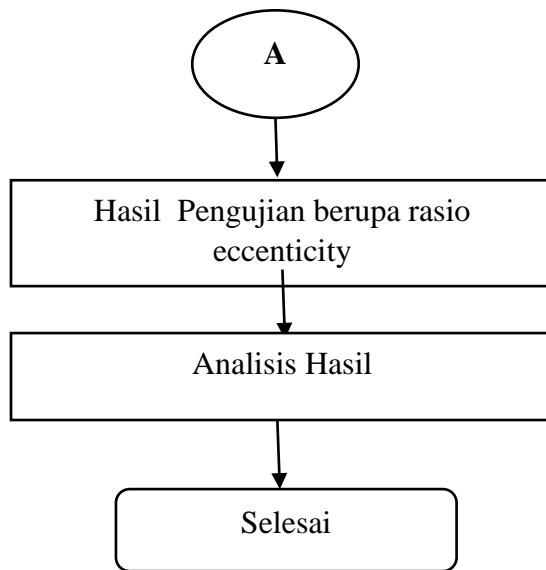 A
Hasil Pengujian berupa rasio
eccenticity
Analisis Hasil
Selesai